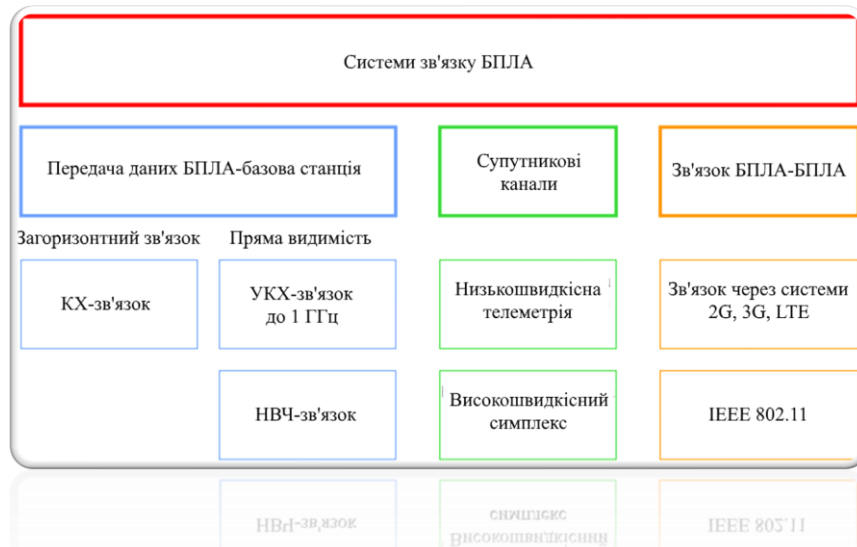 Системи зв'язку БПЛА
Передача даних БПЛА-базова станція
Супутникові
канали
Зв'язок БПЛА-БПЛА
Загоризонтний зв'язок
Пряма видимість
КХ-зв'язок
УКХ-зв'язок
до 1 ГГц
Низькошвидкісна
телеметрія
Зв'язок через системи
2G, 3G, LTE
НВЧ-зв'язок
Високошвидкісний
симплекс
IEEE 802.11